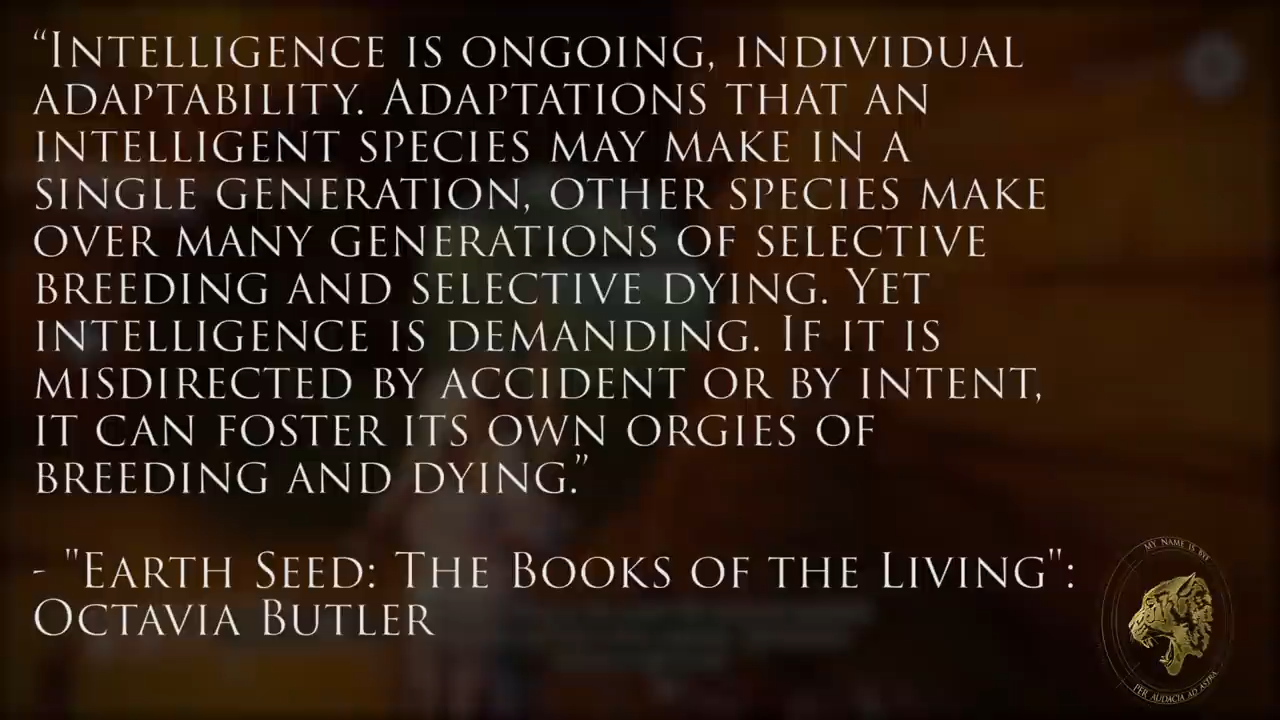 “Intelligence is ongoing, individual
adaptability. Adaptations that an
intelligent species may make in a
single generation, other species make
over many generations of selective
breeding and selective dying. Yet
intelligence is demanding. If it is
misdirected by accident or by intent,
it can foster its own orgies of
breeding and dying.”
- "Earth Seed: The Books of the Living":
Octavia Butler
My Name is Bye
Per Audacia ad Astra